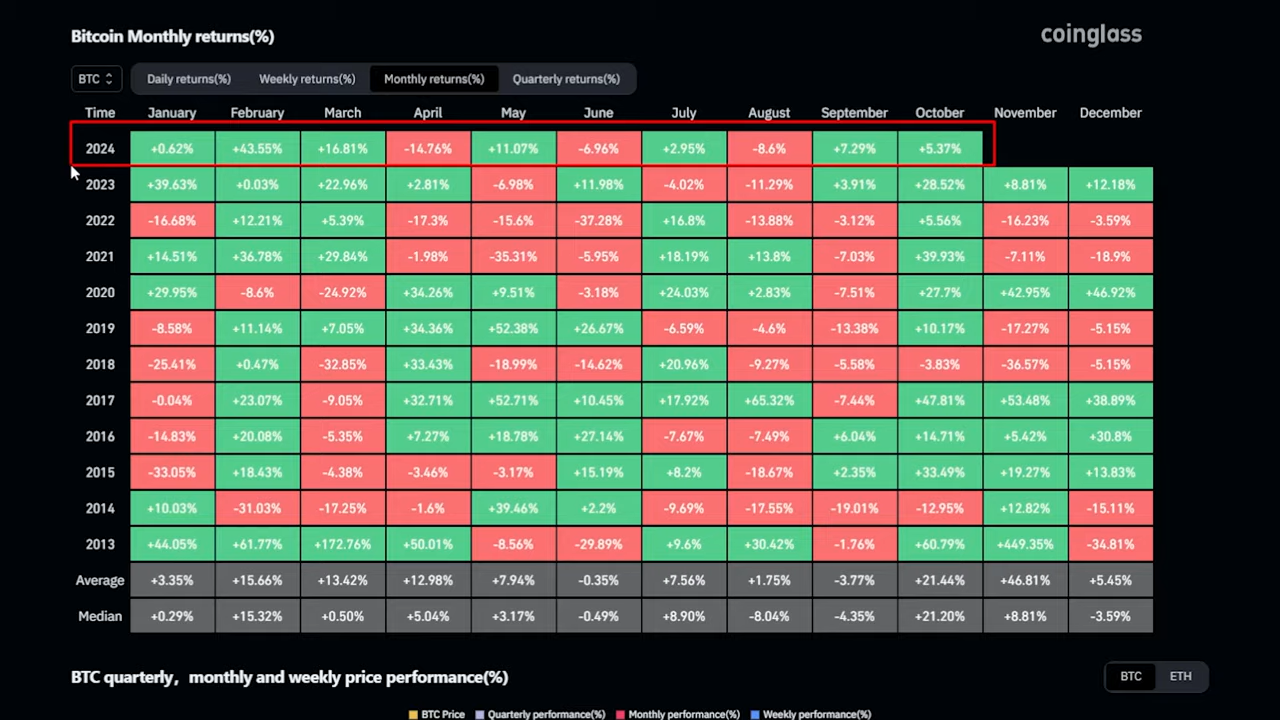 Bitcoin Monthly returns(%)
coinglass
BTC Daily returns(%) Weekly returns(%) Monthly returns(%) Quarterly returns(%)
Time January February March April May June July August September October November December
2024 +0.62% +43.55% +16.81% -14.76% +11.07% -6.96% +2.95% -8.6% +7.29% +5.37%
2023 +39.63% +0.03% +22.96% +2.81% -6.98% +11.98% -4.02% -11.29% +3.91% +28.52% +8.81% +12.18%
2022 -16.68% +12.21% +5.39% -17.3% -15.6% -37.28% +16.8% -13.88% -3.12% +5.56% -16.23% -3.59%
2021 +14.51% +36.78% +29.84% -1.98% -35.31% -5.95% +18.19% +13.8% -7.03% +39.93% -7.11% -18.9%
2020 +29.95% -8.6% -24.92% +34.26% +9.51% -3.18% +24.03% +2.83% -7.51% +27.7% +42.95% +46.92%
2019 -8.58% +11.14% +7.05% +34.36% +52.38% +26.67% -6.59% -4.6% -13.38% +10.17% -17.27% -5.15%
2018 -25.41% +0.47% -32.85% +33.43% -18.99% -14.62% +20.96% -9.27% -5.58% -3.83% -36.57% -5.15%
2017 -0.04% +23.07% -9.05% +32.71% +52.71% +10.45% +17.92% +65.32% -7.44% +47.81% +53.48% +38.89%
2016 -14.83% +20.08% -5.35% +7.27% +18.78% +27.14% -7.67% -7.49% +6.04% +14.71% +5.42% +30.8%
2015 -33.05% +18.43% -4.38% -3.46% -3.17% +15.19% +8.2% -18.67% +2.35% +33.49% +19.27% +13.83%
2014 +10.03% -31.03% -17.25% -1.6% +39.46% +2.2% -9.69% -17.55% -19.01% -12.95% +12.82% -15.11%
2013 +44.05% +61.77% +172.76% +50.01% -8.56% -29.89% +9.6% +30.42% -1.76% +60.79% +449.35% -34.81%
Average +3.35% +15.66% +13.42% +12.98% +7.94% -0.35% +7.56% +1.75% -3.77% +21.44% +46.81% +5.45%
Median +0.29% +15.32% +0.50% +5.04% +3.17% -0.49% +8.90% -8.04% -4.35% +21.20% +8.81% -3.59%
BTC quarterly，monthly and weekly price performance(%)
BTC ETH
BTC Price Quarterly performance(%) Monthly performance(%) Weekly performance(%)